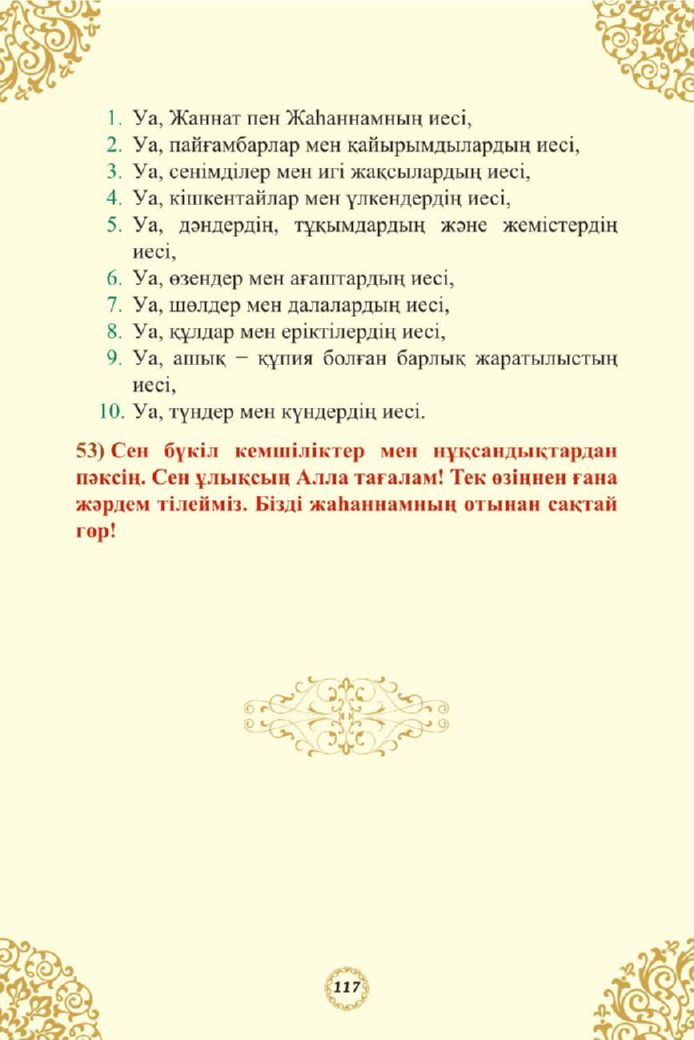 1. Уа, Жаннат пен Жаһаннамның иесі,
2. Уа, пайғамбарлар мен қайырымдылардың иесі,
3. Уа, сенімділер мен игі жақсылардың иесі,
4. Уа, кішкентайлар мен үлкендердің иесі,
5. Уа, дәндердің, тұқымдардың және жемістердің
иесі,
6. Уа, өзендер мен ағаштардың иесі,
7. Уа, шөлдер мен далалардың иесі,
8. Уа, құлдар мен еріктілердің иесі,
9. Уа, ашық − құпия болған барлық жаратылыстың
иесі,
10. Уа, түндер мен күндердің иесі.
53) Сен бүкіл кемшіліктер мен нұқсандықтардан
пәксің. Сен ұлықсың Алла тағалам! Тек өзіңнен ғана
жәрдем тілейміз. Бізді жаһаннамның отынан сақтай
гөр!
117